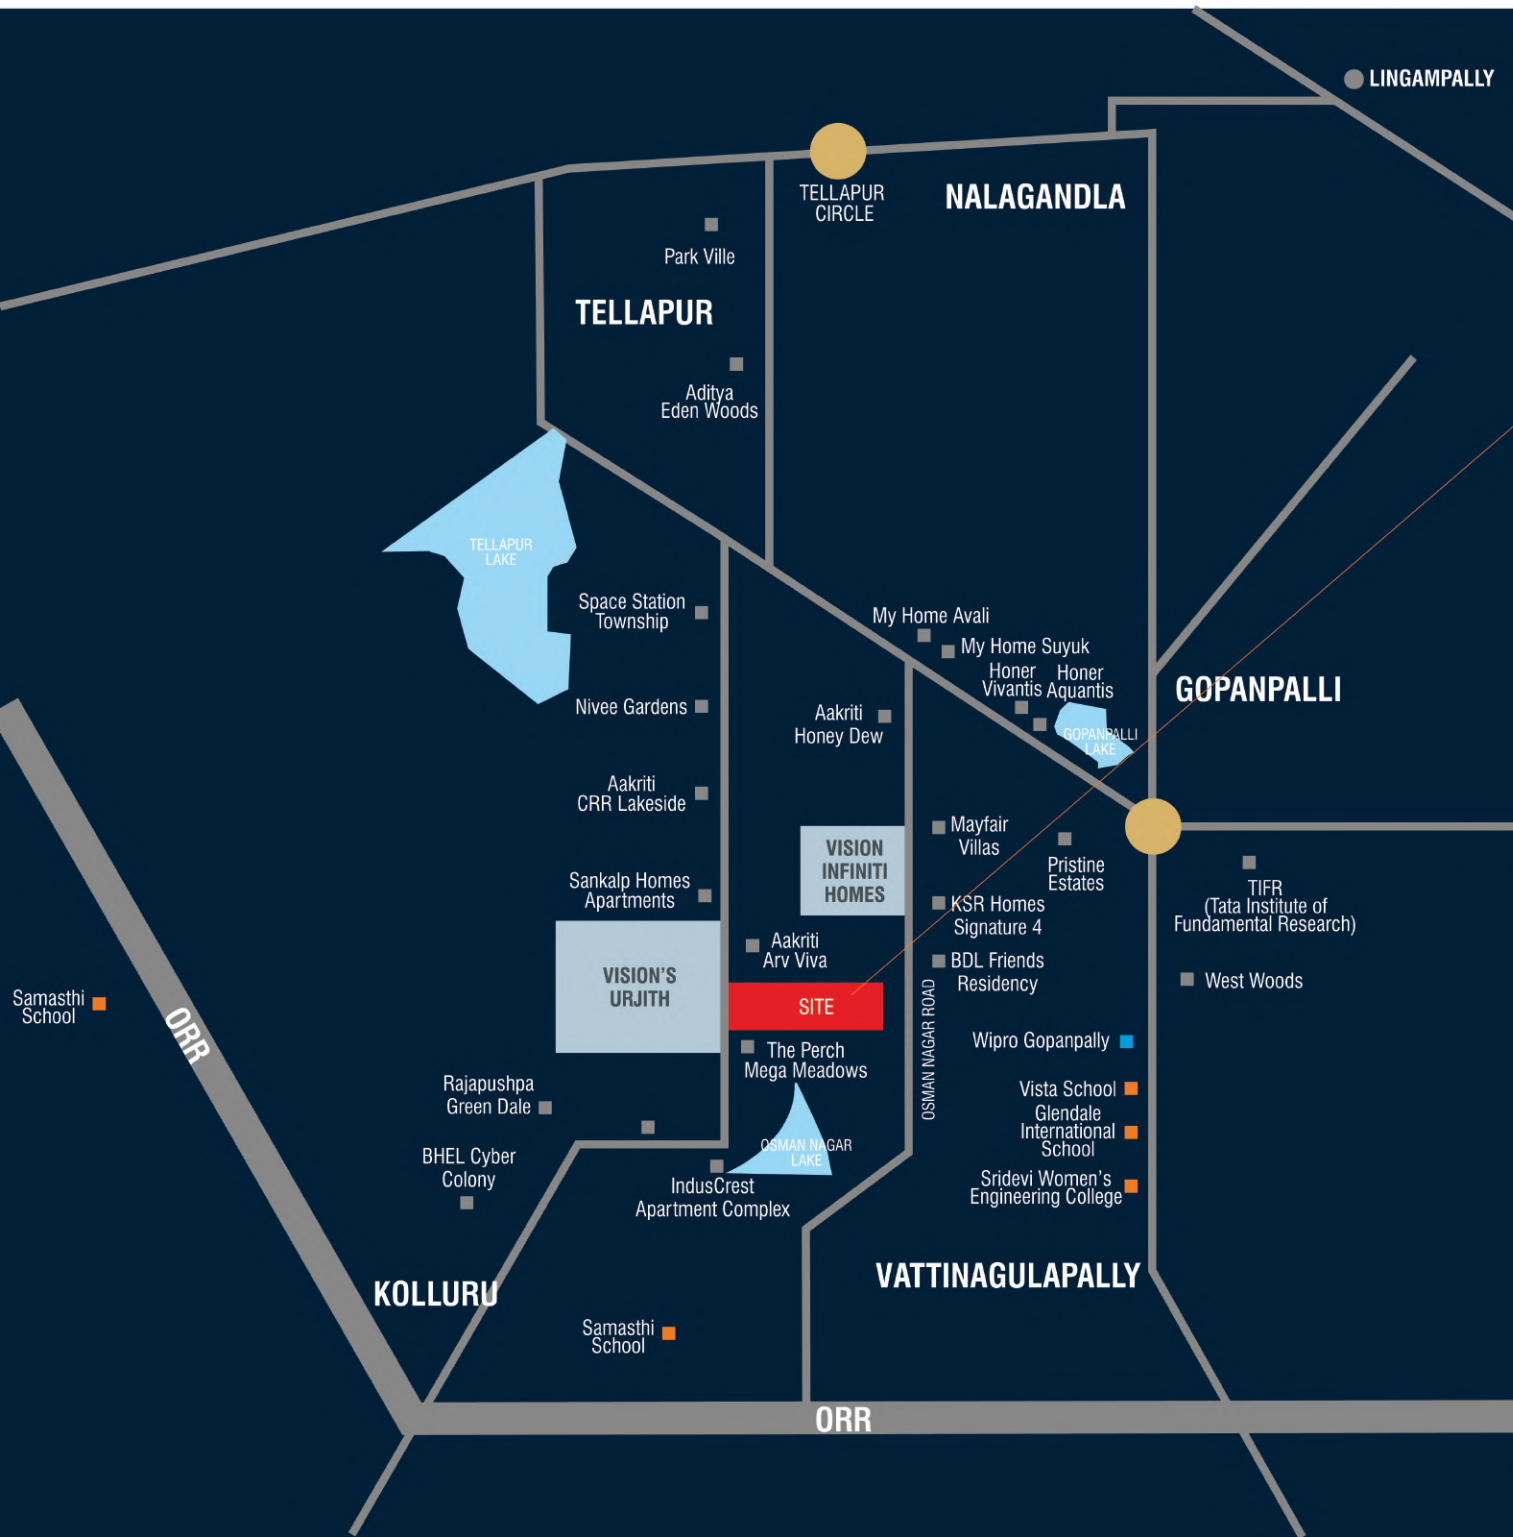 LINGAMPALLY
TELLAPUR
CIRCLE
NALAGANDLA
Park Ville
TELLAPUR
Aditya
Eden Woods
TELLAPUR
LAKE
Space Station
Township
My Home Avali
My Home Suyuk
Honer
Vivantis
Honer
Aquantis
GOPANPALLI
Nivee Gardens
Aakriti
Honey Dew
GOPANPALLI
LAKE
Aakriti
CRR Lakeside
Mayfair
Villas
VISION
INFINITI
HOMES
Pristine
Estates
TIFR
(Tata Institute of
Fundamental Research)
Sankalp Homes
Apartments
KSR Homes
Signature 4
Aakriti
Arv Viva
BDL Friends
Residency
West Woods
VISION'S
URJITH
Samasthi
School
SITE
ORR
OSMAN NAGAR ROAD
Wipro Gopanpally
The Perch
Mega Meadows
Rajapushpa
Green Dale
Vista School
Glendale
International
School
OSMAN NAGAR
LAKE
BHEL Cyber
Colony
IndusCrest
Apartment Complex
Sridevi Women's
Engineering College
KOLLURU
VATTINAGULAPALLY
Samasthi
School
ORR